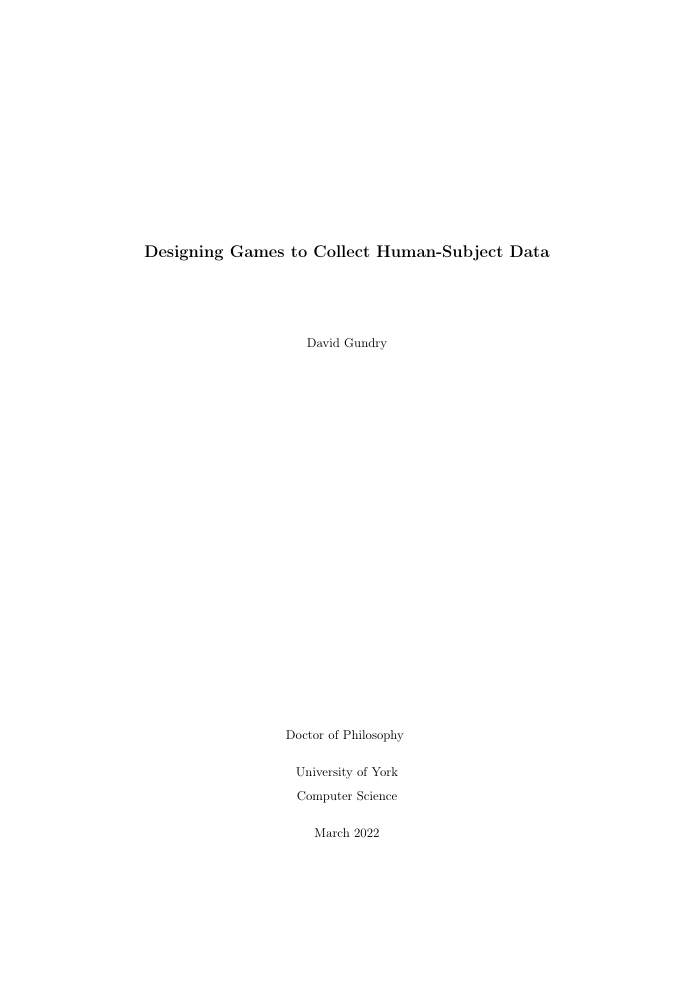 Designing Games to Collect Human-Subject Data
David Gundry
Doctor of Philosophy
University of York
Computer Science
March 2022